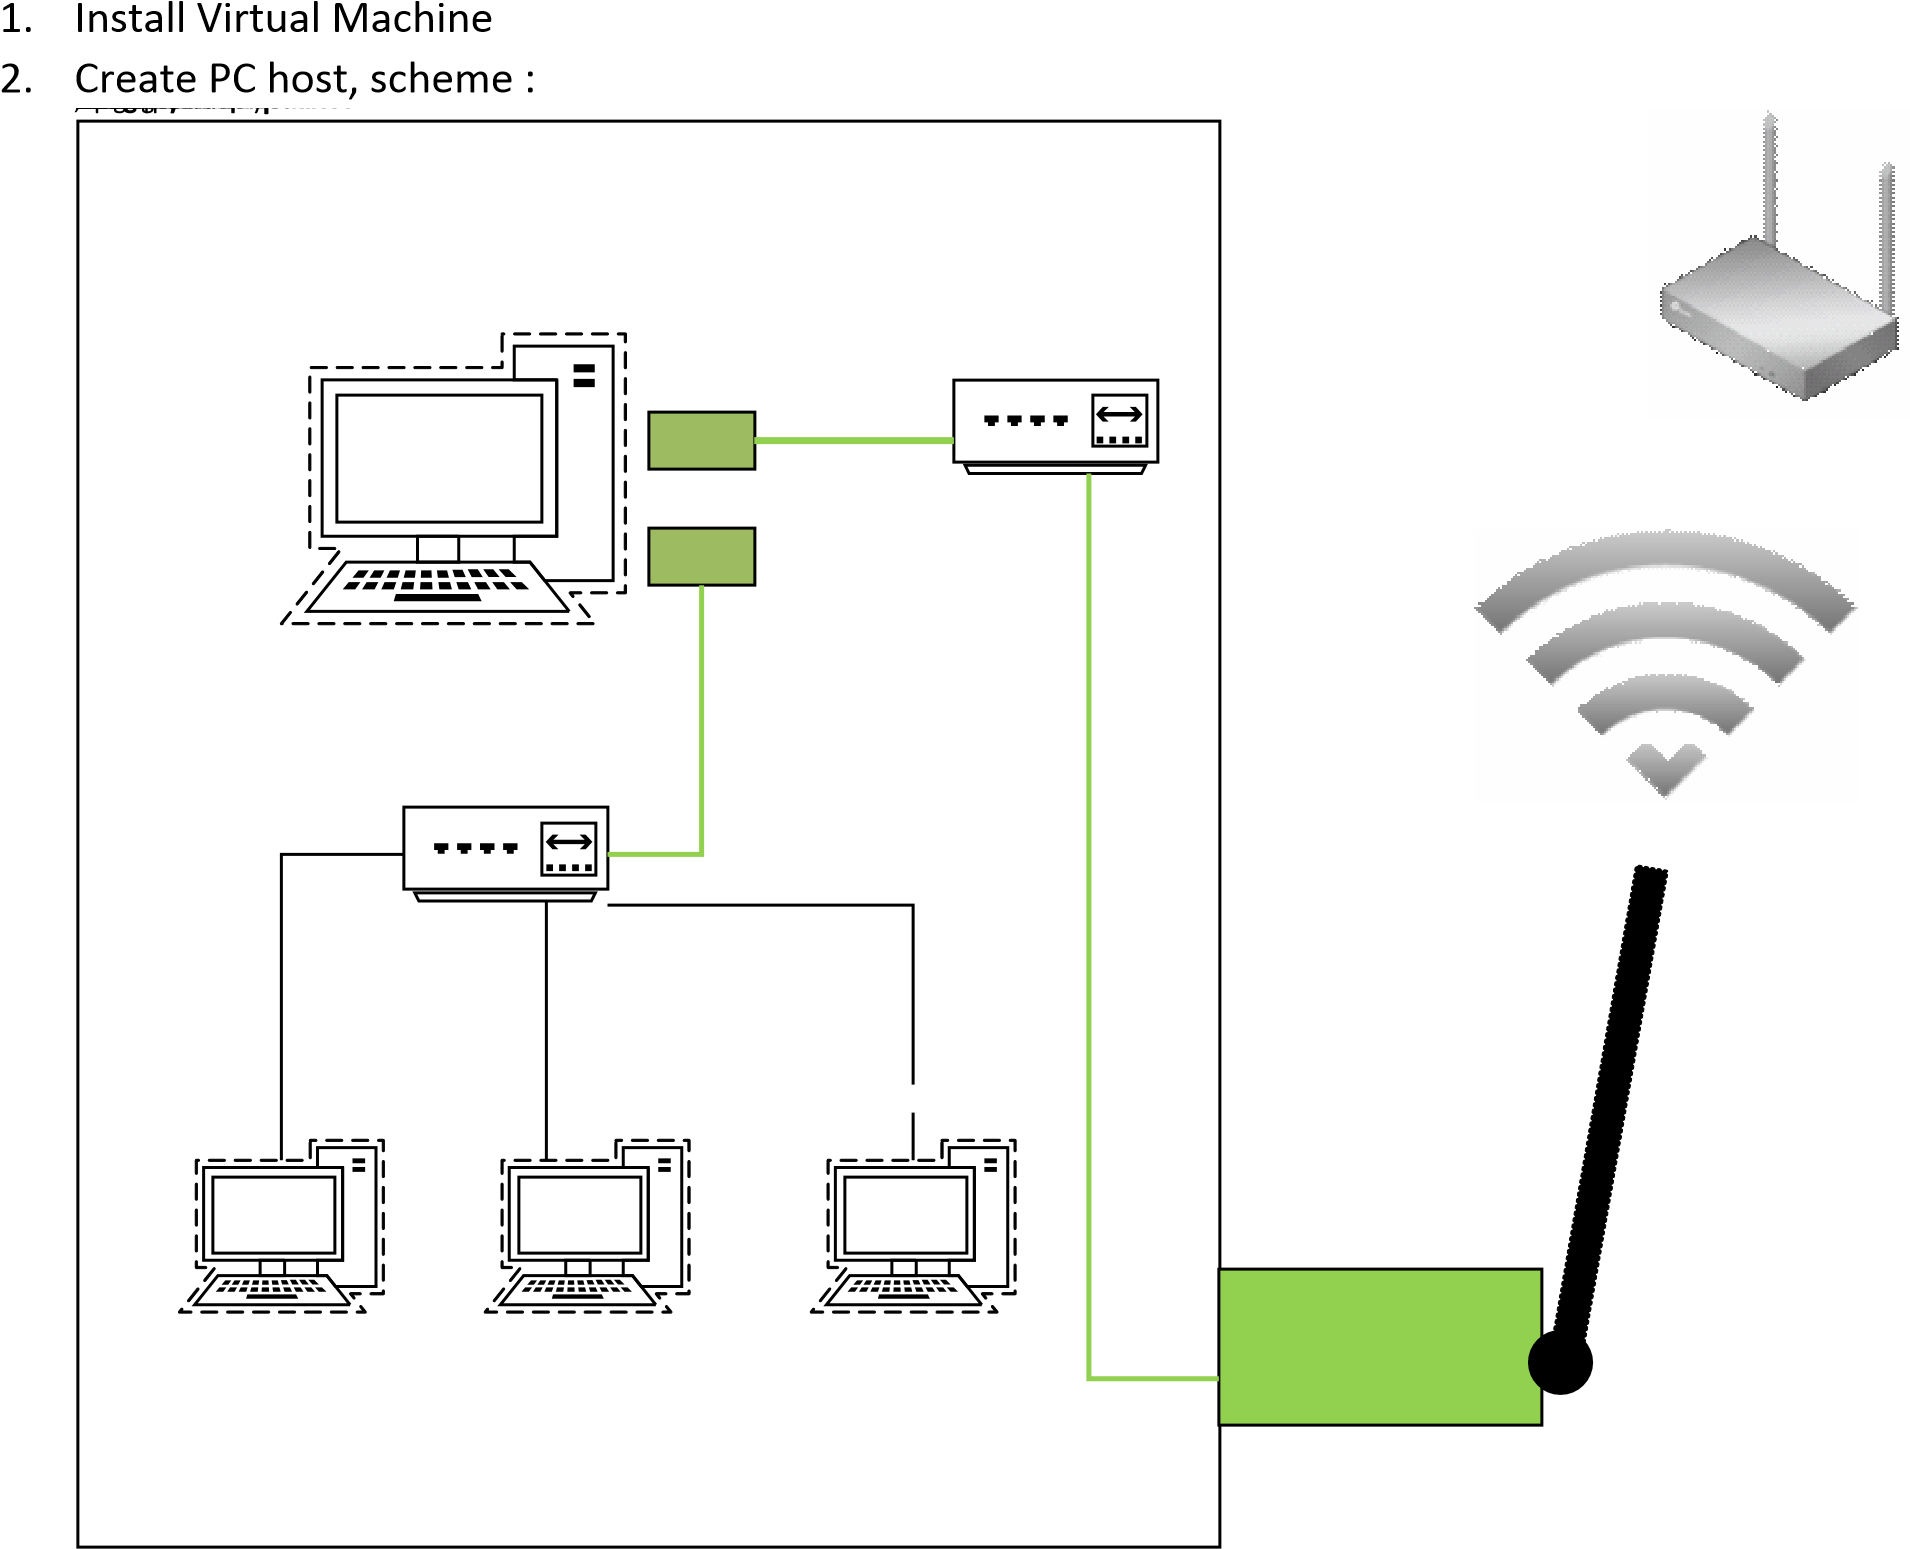 1. Install Virtual Machine
2. Create PC host, scheme :